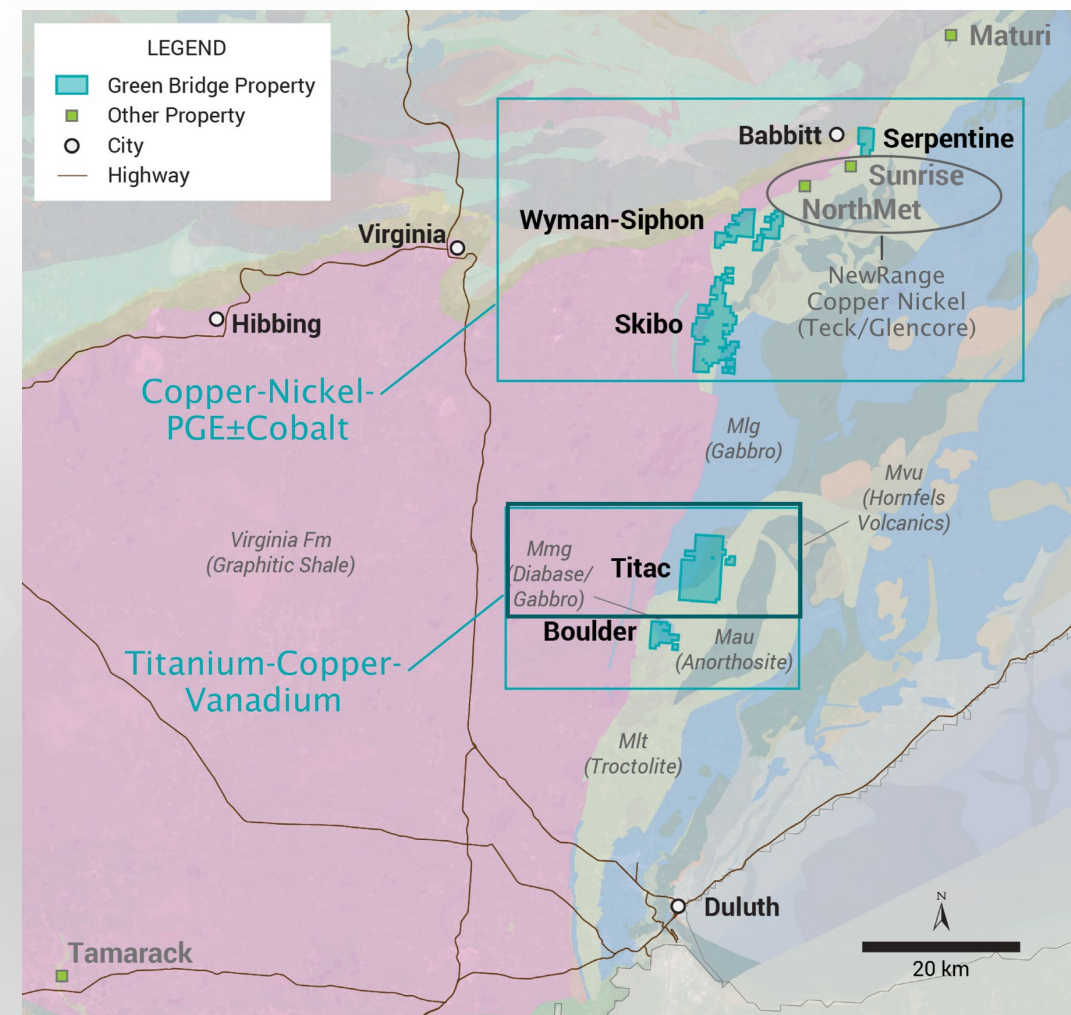 LEGEND
Green Bridge Property
Other Property
City
Highway
Maturi
Babbitt
Serpentine
Sunrise
NorthMet
Wyman-Siphon
Virginia
NewRange
Copper Nickel
(Teck/Glencore)
Hibbing
Skibo
Copper-Nickel-
PGE±Cobalt
Mlg
(Gabbro)
Mvu
(Hornfels
Volcanics)
Virginia Fm
(Graphitic Shale)
Mmg
(Diabase/
Gabbro)
Titac
Boulder
Mau
(Anorthosite)
Titanium-Copper-
Vanadium
Mlt
(Troctolite)
Duluth
N
20 km
Tamarack